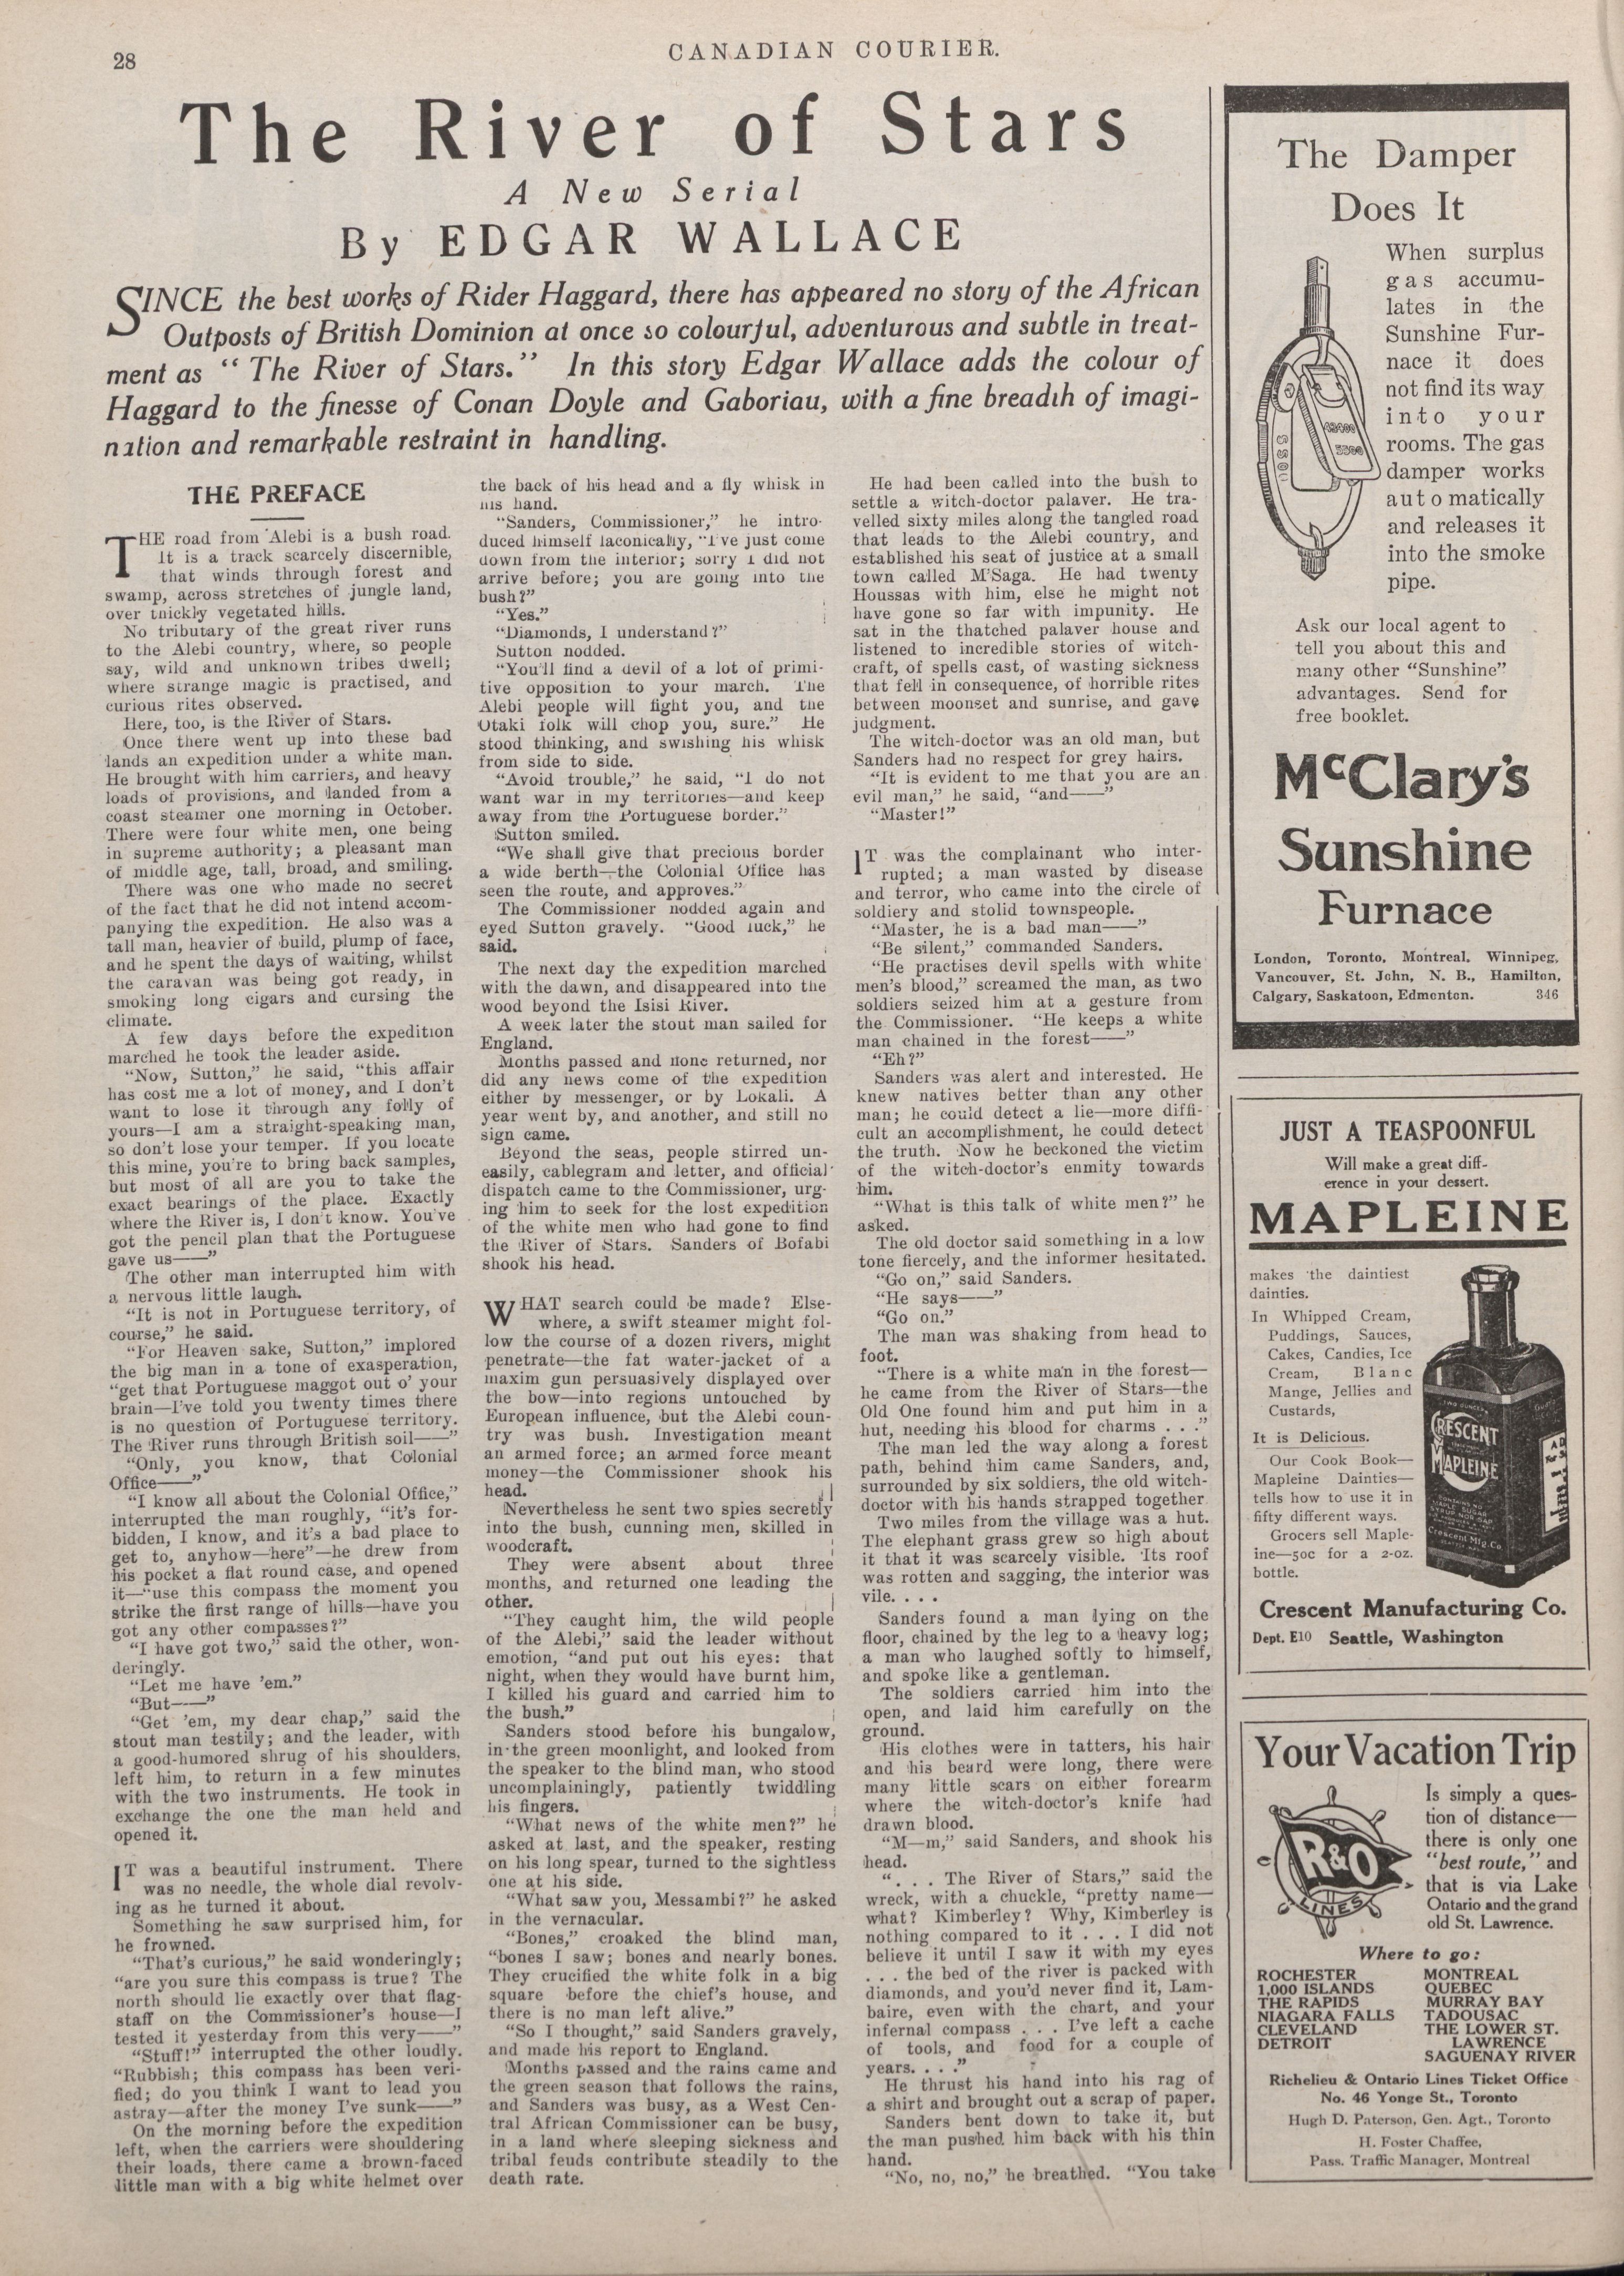 28
CANADIAN COURIER.
The River of Stars
A New Serial
By EDGAR WALLACE
SINCE the best works of Rider Haggard, there has appeared no story of the African
Outposts of British Dominion at once so colourful, adventurous and subtle in treat-
ment as “ The River of Stars.” In this story Edgar Wallace adds the colour of
Haggard to the finesse of Conan Doyle and Gaboriau, with a fine breadth of imagi-
nation and remarkable restraint in handling.
THE PREFACE
THE road from Alebi is a bush road.
It is a track scarcely discernible,
that winds through forest and
swamp, across stretches of jungle land,
over thickly vegetated hills.
No tributary of the great river runs
to the Alebi country, where, so people
say, wild and unknown tribes dwell;
where strange magic is practised, and
curious rites observed.
Here, too, is the River of Stars.
Once there went up into these bad
lands an expedition under a white man.
He brought with him carriers, and heavy
loads of provisions, and landed from a
coast steamer one morning in October.
There were four white men, one being
in supreme authority; a pleasant man
of middle age, tall, broad, and smiling.
There was one who made no secret
of the fact that he did not intend accom-
panying the expedition. He also was a
tall man, heavier of build, plump of face,
and he spent the days of waiting, whilst
the caravan was being got ready, in
smoking long cigars and cursing the
climate.
A few days before the expedition
marched he took the leader aside.
“Now, Sutton,” he said, “this affair
has cost me a lot of money, and I don't
want to lose it through any folly of
yours—I am a straight-speaking man,
so don't lose your temper. If you locate
this mine, you're to bring back samples,
but most of all are you to take the
exact bearings of the place. Exactly
where the River is, I don't know. You've
got the pencil plan that the Portuguese
gave us——”
The other man interrupted him with
a nervous little laugh.
“It is not in Portuguese territory, of
course,” he said.
“For Heaven sake, Sutton,” implored
the big man in a tone of exasperation,
“get that Portuguese maggot out o' your
brain—I've told you twenty times there
is no question of Portuguese territory.
The River runs through British soil——”
“Only, you know, that Colonial
Office——”
“I know all about the Colonial Office,”
interrupted the man roughly, “it's for-
bidden, I know, and it's a bad place to
get to, anyhow—here”—he drew from
his pocket a flat round case, and opened
it—“use this compass the moment you
strike the first range of hills—have you
got any other compasses?”
“I have got two,” said the other, won-
deringly.
“Let me have 'em.”
“But——”
“Get 'em, my dear chap,” said the
stout man testily; and the leader, with
a good-humored shrug of his shoulders,
left him, to return in a few minutes
with the two instruments. He took in
exchange the one the man held and
opened it.
IT was a beautiful instrument. There
was no needle, the whole dial revolv-
ing as he turned it about.
Something he saw surprised him, for
he frowned.
“That's curious,” he said wonderingly;
“are you sure this compass is true? The
north should lie exactly over that flag-
staff on the Commissioner's house—I
tested it yesterday from this very——”
“Stuff!” interrupted the other loudly.
“Rubbish; this compass has been veri-
fied; do you think I want to lead you
astray—after the money I've sunk——”
On the morning before the expedition
left, when the carriers were shouldering
their loads, there came a brown-faced
little man with a big white helmet over
the back of his head and a fly whisk in
his hand.
“Sanders, Commissioner,” he intro-
duced himself laconically, “I've just come
down from the interior; sorry I did not
arrive before; you are going into the
bush?”
“Yes.”
“Diamonds, I understand?”
Sutton nodded.
“You'll find a devil of a lot of primi-
tive opposition to your march. The
Alebi people will fight you, and the
Otaki folk will chop you, sure.” He
stood thinking, and swishing his whisk
from side to side.
“Avoid trouble,” he said, “I do not
want war in my territories—and keep
away from the Portuguese border.”
Sutton smiled.
“We shall give that precious border
a wide berth—the Colonial Office has
seen the route, and approves.”
The Commissioner nodded again and
eyed Sutton gravely. “Good luck,” he
said.
The next day the expedition marched
with the dawn, and disappeared into the
wood beyond the Isisi River.
A week later the stout man sailed for
England.
Months passed and none returned, nor
did any news come of the expedition
either by messenger, or by Lokali. A
year went by, and another, and still no
sign came.
Beyond the seas, people stirred un-
easily, cablegram and letter, and official
dispatch came to the Commissioner, urg-
ing him to seek for the lost expedition
of the white men who had gone to find
the River of Stars. Sanders of Bofabi
shook his head.
WHAT search could be made? Else-
where, a swift steamer might fol-
low the course of a dozen rivers, might
penetrate—the fat water-jacket of a
maxim gun persuasively displayed over
the bow—into regions untouched by
European influence, but the Alebi coun-
try was bush. Investigation meant
an armed force; an armed force meant
money—the Commissioner shook his
head.
Nevertheless he sent two spies secretly
into the bush, cunning men, skilled in
woodcraft.
They were absent about three
months, and returned one leading the
other.
“They caught him, the wild people
of the Alebi,” said the leader without
emotion, “and put out his eyes: that
night, when they would have burnt him,
I killed his guard and carried him to
the bush.”
Sanders stood before his bungalow,
in the green moonlight, and looked from
the speaker to the blind man, who stood
uncomplainingly, patiently twiddling
his fingers.
“What news of the white men?” he
asked at last, and the speaker, resting
on his long spear, turned to the sightless
one at his side.
“What saw you, Messambi?” he asked
in the vernacular.
“Bones,” croaked the blind man,
“bones I saw; bones and nearly bones.
They crucified the white folk in a big
square before the chief's house, and
there is no man left alive.”
“So I thought,” said Sanders gravely,
and made his report to England.
Months passed and the rains came and
the green season that follows the rains,
and Sanders was busy, as a West Cen-
tral African Commissioner can be busy,
in a land where sleeping sickness and
tribal feuds contribute steadily to the
death rate.
He had been called into the bush to
settle a witch-doctor palaver. He tra-
velled sixty miles along the tangled road
that leads to the Alebi country, and
established his seat of justice at a small
town called M'Saga. He had twenty
Houssas with him, else he might not
have gone so far with impunity. He
sat in the thatched palaver house and
listened to incredible stories of witch-
craft, of spells cast, of wasting sickness
that fell in consequence, of horrible rites
between moonset and sunrise, and gave
judgment.
The witch-doctor was an old man, but
Sanders had no respect for grey hairs.
“It is evident to me that you are an
evil man,” he said, “and——”
“Master!”
IT was the complainant who inter-
rupted; a man wasted by disease
and terror, who came into the circle of
soldiery and stolid townspeople.
“Master, he is a bad man——”
“Be silent,” commanded Sanders.
“He practises devil spells with white
men's blood,” screamed the man, as two
soldiers seized him at a gesture from
the Commissioner. “He keeps a white
man chained in the forest——”
“Eh?”
Sanders was alert and interested. He
knew natives better than any other
man; he could detect a lie—more diffi-
cult an accomplishment, he could detect
the truth. Now he beckoned the victim
of the witch-doctor's enmity towards
him.
“What is this talk of white men?” he
asked.
The old doctor said something in a low
tone fiercely, and the informer hesitated.
“Go on,” said Sanders.
“He says——”
“Go on.”
The man was shaking from head to
foot.
“There is a white man in the forest—
he came from the River of Stars—the
Old One found him and put him in a
hut, needing his blood for charms . . .”
The man led the way along a forest
path, behind him came Sanders, and,
surrounded by six soldiers, the old witch-
doctor with his hands strapped together
Two miles from the village was a hut.
The elephant grass grew so high about
it that it was scarcely visible. Its roof
was rotten and sagging, the interior was
vile. . . .
Sanders found a man lying on the
floor, chained by the leg to a heavy log;
a man who laughed softly to himself,
and spoke like a gentleman.
The soldiers carried him into the
open, and laid him carefully on the
ground.
His clothes were in tatters, his hair
and his beard were long, there were
many little scars on either forearm
where the witch-doctor's knife had
drawn blood.
“M—m,” said Sanders, and shook his
head.
“. . . The River of Stars,” said the
wreck, with a chuckle, “pretty name—
what? Kimberley? Why, Kimberley is
nothing compared to it . . . I did not
believe it until I saw it with my eyes
. . . the bed of the river is packed with
diamonds, and you'd never find it, Lam-
baire, even with the chart, and your
infernal compass . . . I've left a cache
of tools, and food for a couple of
years. . . .”
He thrust his hand into his rag of
a shirt and brought out a scrap of paper.
Sanders bent down to take it, but
the man pushed him back with his thin
hand.
“No, no, no,” he breathed. “You take
The Damper
Does It
When surplus
gas accumu-
lates in the
Sunshine Fur-
nace it does
not find its way
into your
rooms. The gas
damper works
automatically
and releases it
into the smoke
pipe.
Ask our local agent to
tell you about this and
many other “Sunshine”
advantages. Send for
free booklet.
McClary's
Sunshine
Furnace
London, Toronto, Montreal, Winnipeg,
Vancouver, St. John, N. B., Hamilton,
Calgary, Saskatoon, Edmonton. 346
JUST A TEASPOONFUL
Will make a great diff-
erence in your dessert.
MAPLEINE
makes the daintiest
dainties.
In Whipped Cream,
Puddings, Sauces,
Cakes, Candies, Ice
Cream, Blanc
Mange, Jellies and
Custards,
It is Delicious.
Our Cook Book—
Mapleine Dainties—
tells how to use it in
fifty different ways.
Grocers sell Maple-
ine—50c for a 2-oz.
bottle.
CRESCENT
MAPLEINE
Crescent Mfg. Co.
Crescent Manufacturing Co.
Dept. E10 Seattle, Washington
Your Vacation Trip
R&O
LINES
Is simply a ques-
tion of distance—
there is only one
“best route,” and
that is via Lake
Ontario and the grand
old St. Lawrence.
Where to go:
ROCHESTER
1,000 ISLANDS
THE RAPIDS
NIAGARA FALLS
CLEVELAND
DETROIT
MONTREAL
QUEBEC
MURRAY BAY
TADOUSAC
THE LOWER ST.
LAWRENCE
SAGUENAY RIVER
Richelieu & Ontario Lines Ticket Office
No. 46 Yonge St., Toronto
Hugh D. Paterson, Gen. Agt., Toronto
H. Foster Chaffee,
Pass. Traffic Manager, Montreal